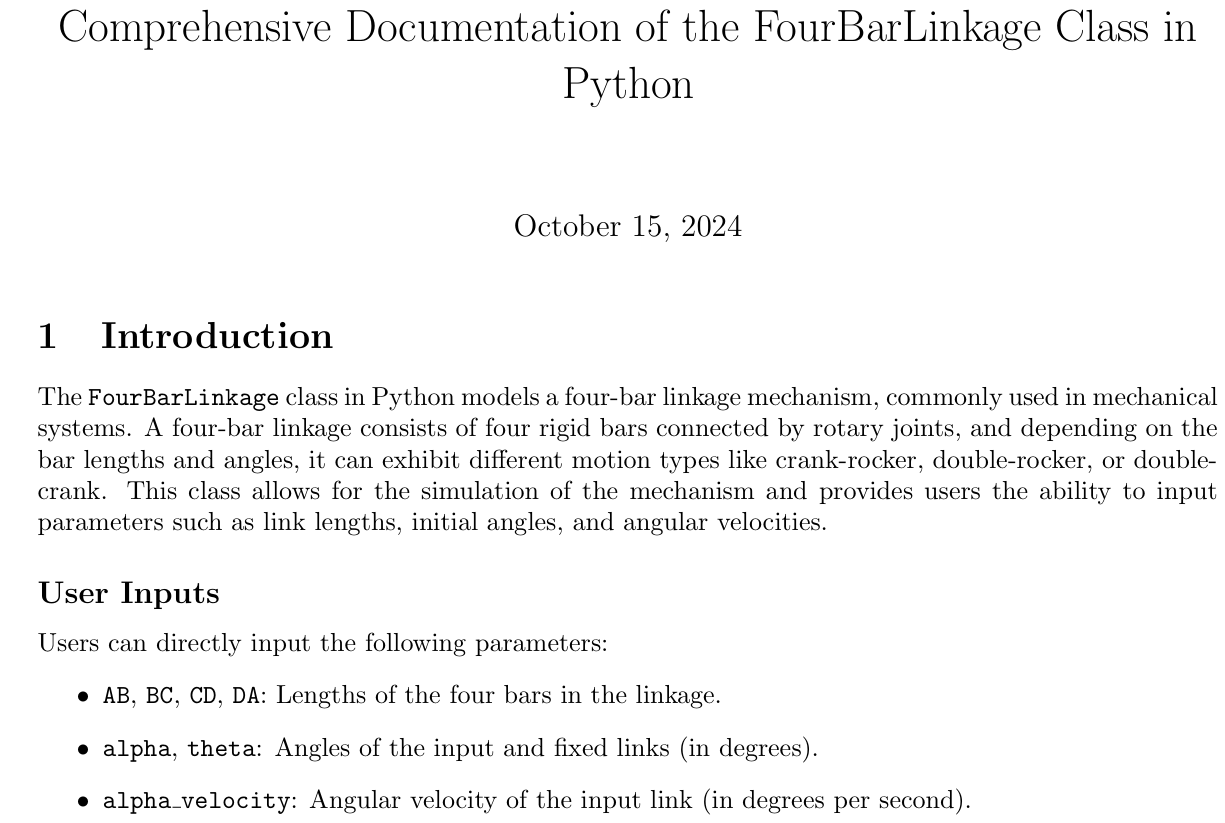 Comprehensive Documentation of the FourBarLinkage Class in
Python
October 15, 2024
1 Introduction
The FourBarLinkage class in Python models a four-bar linkage mechanism, commonly used in mechanical
systems. A four-bar linkage consists of four rigid bars connected by rotary joints, and depending on the
bar lengths and angles, it can exhibit different motion types like crank-rocker, double-rocker, or double-
crank. This class allows for the simulation of the mechanism and provides users the ability to input
parameters such as link lengths, initial angles, and angular velocities.
User Inputs
Users can directly input the following parameters:
• AB, BC, CD, DA: Lengths of the four bars in the linkage.
• alpha, theta: Angles of the input and fixed links (in degrees).
• alpha_velocity: Angular velocity of the input link (in degrees per second).